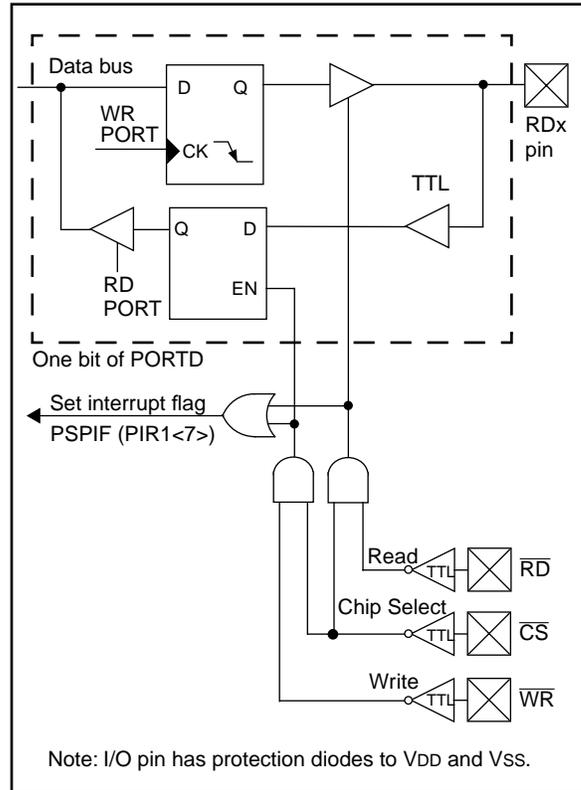 Data bus
D Q
WR
PORT
CK
RDx
pin
TTL
Q D
EN
RD
PORT
One bit of PORTD
Set interrupt flag
PSPIF (PIR1<7>)
Read
TTL
RD
Chip Select
TTL
CS
Write
TTL
WR
Note: I/O pin has protection diodes to VDD and VSS.